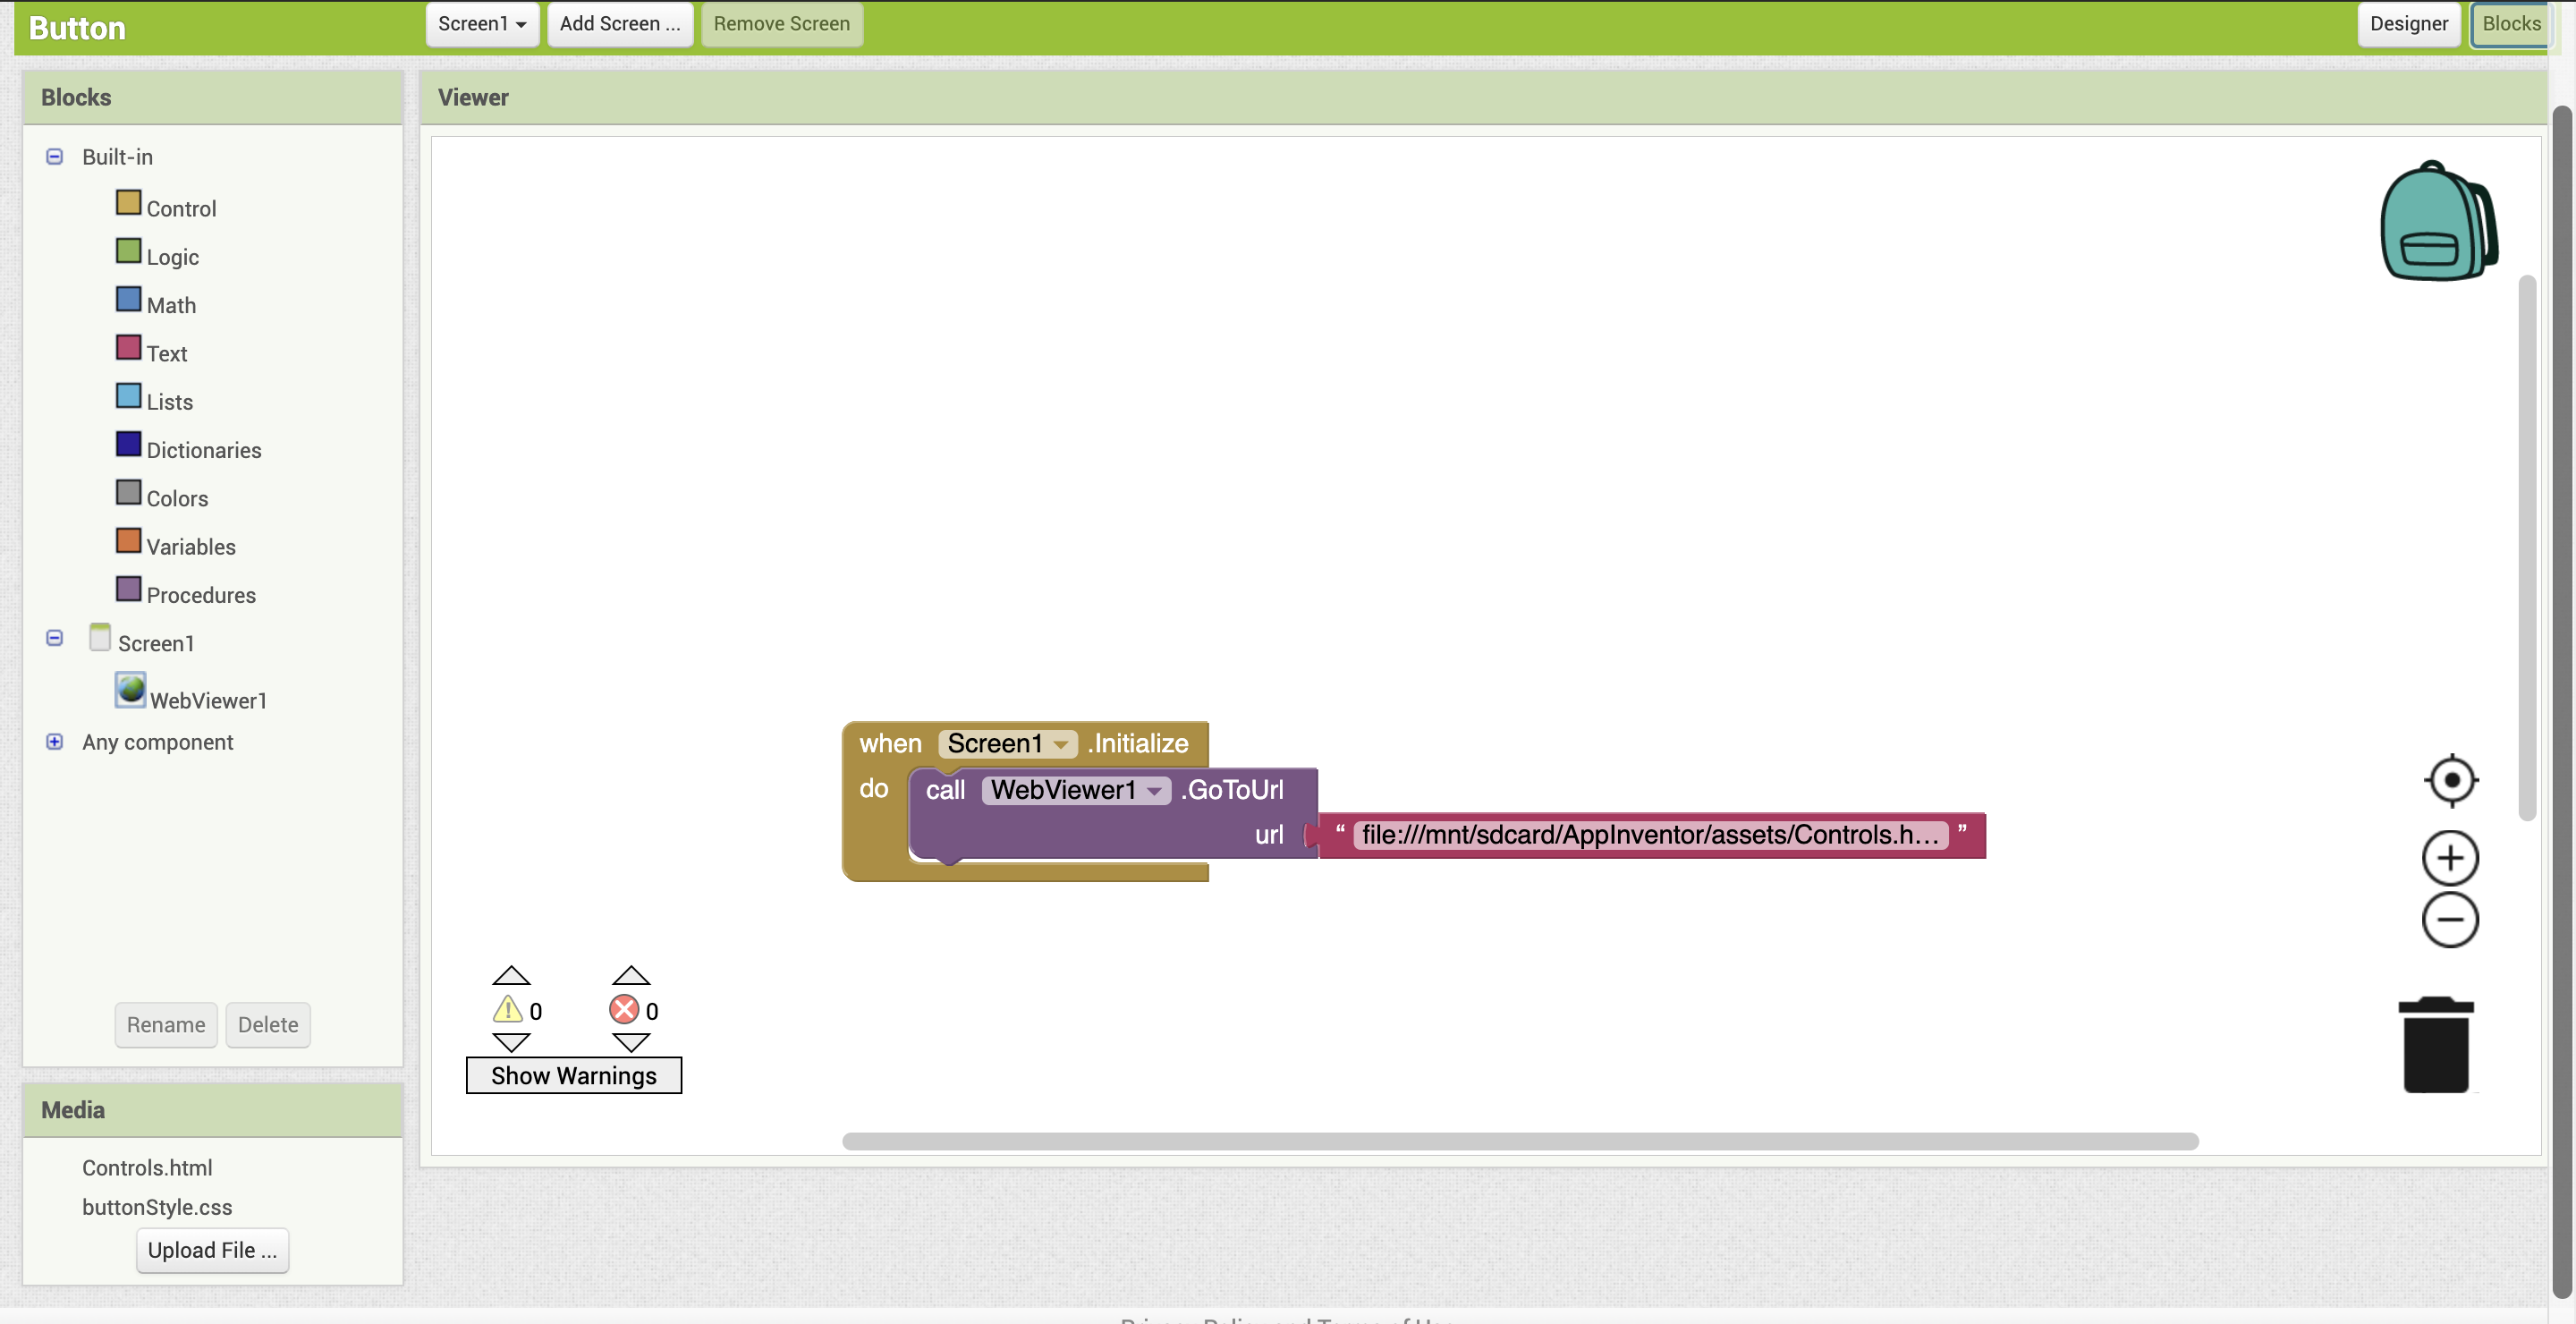 Button
Screen1
Add Screen ...
Remove Screen
Designer
Blocks
Blocks
Built-in
Control
Logic
Math
Text
Lists
Dictionaries
Colors
Variables
Procedures
Screen1
WebViewer1
Any component
Rename
Delete
Media
Controls.html
buttonStyle.css
Upload File ...
Viewer
when Screen1 .Initialize
do call WebViewer1 .GoToUrl
url “ file:///mnt/sdcard/AppInventor/assets/Controls.h... ”
0
0
Show Warnings